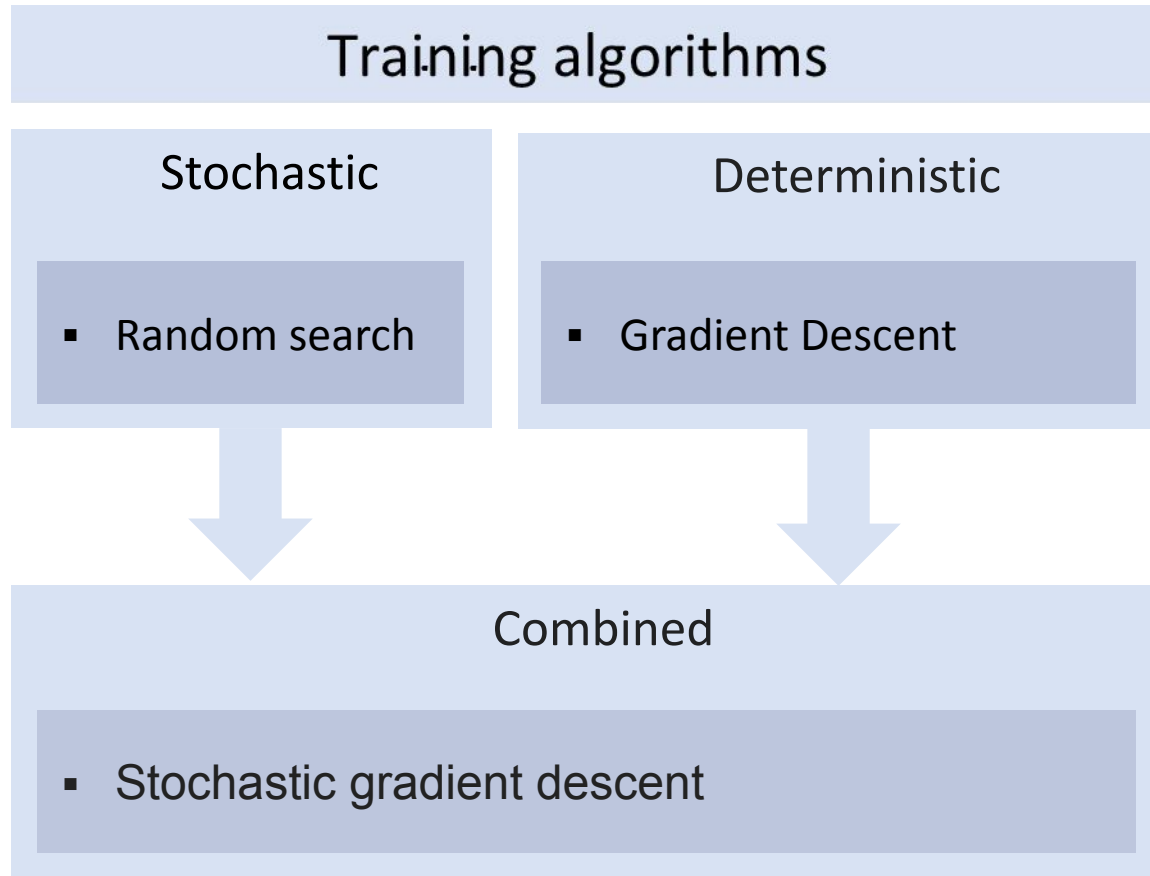 Training algorithms
Stochastic
Deterministic
▪ Random search
▪ Gradient Descent
Combined
▪ Stochastic gradient descent